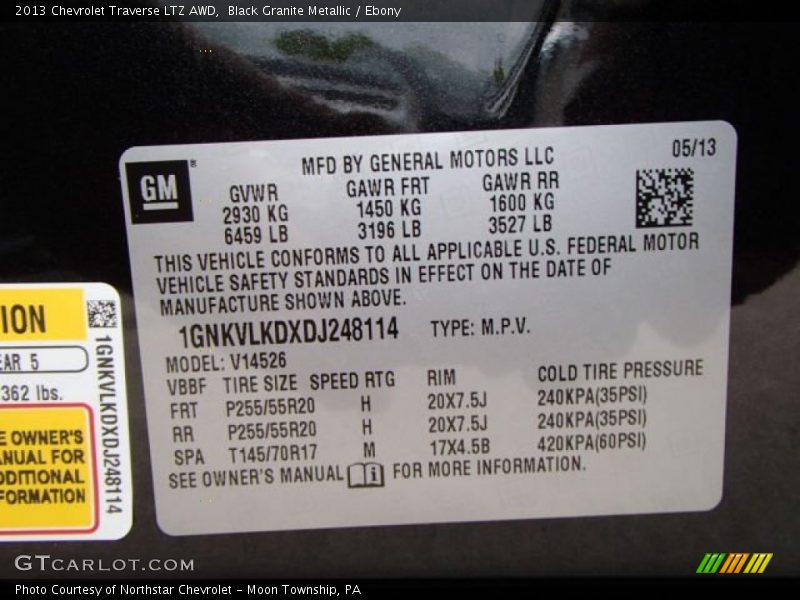 2013 Chevrolet Traverse LTZ AWD,  Black Granite Metallic / Ebony
GM®
MFD BY GENERAL MOTORS LLC
05/13
GVWR GAWR FRT GAWR RR
2930 KG 1450 KG 1600 KG
6459 LB 3196 LB 3527 LB
THIS VEHICLE CONFORMS TO ALL APPLICABLE U.S. FEDERAL MOTOR
VEHICLE SAFETY STANDARDS IN EFFECT ON THE DATE OF
MANUFACTURE SHOWN ABOVE.
1GNKVLKDXDJ248114 TYPE: M.P.V.
MODEL: V14526
VBBF TIRE SIZE SPEED RTG RIM COLD TIRE PRESSURE
FRT P255/55R20 H 20X7.5J 240KPA(35PSI)
RR P255/55R20 H 20X7.5J 240KPA(35PSI)
SPA T145/70R17 M 17X4.5B 420KPA(60PSI)
SEE OWNER'S MANUAL i FOR MORE INFORMATION.
ION
EAR 5
362 lbs.
E OWNER'S
ANUAL FOR
DDITIONAL
FORMATION
1GNKVLKDXDJ248114
GTCARLOT.COM
Photo Courtesy of Northstar Chevrolet - Moon Township, PA